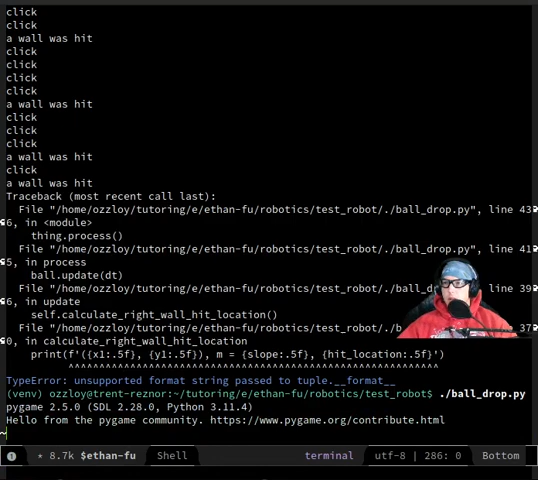 click
click
a wall was hit
click
click
click
click
a wall was hit
click
click
click
a wall was hit
click
a wall was hit
Traceback (most recent call last):
File "/home/ozzloy/tutoring/e/ethan-fu/robotics/test_robot/./ball_drop.py", line 43
6, in <module>
thing.process()
File "/home/ozzloy/tutoring/e/ethan-fu/robotics/test_robot/./ball_drop.py", line 41
5, in process
ball.update(dt)
File "/home/ozzloy/tutoring/e/ethan-fu/robotics/test_robot/./ball_drop.py", line 39
6, in update
self.calculate_right_wall_hit_location()
File "/home/ozzloy/tutoring/e/ethan-fu/robotics/test_robot/./b 37
0, in calculate_right_wall_hit_location
print(f'({x1:.5f}, {y1:.5f}), m = {slope:.5f}, {hit_location:.5f}')
^^^^^^^^^^^^^^^^^^^^^^^^^^^^^^^^^^^^^^^^^^^^^^^^^^^^^^^^^^^^^
TypeError: unsupported format string passed to tuple.__format__
(venv) ozzloy@trent-reznor:~/tutoring/e/ethan-fu/robotics/test_robot$ ./ball_drop.py
pygame 2.5.0 (SDL 2.28.0, Python 3.11.4)
Hello from the pygame community. https://www.pygame.org/contribute.html
~
1 * 8.7k $ethan-fu Shell terminal utf-8 | 286: 0 Bottom